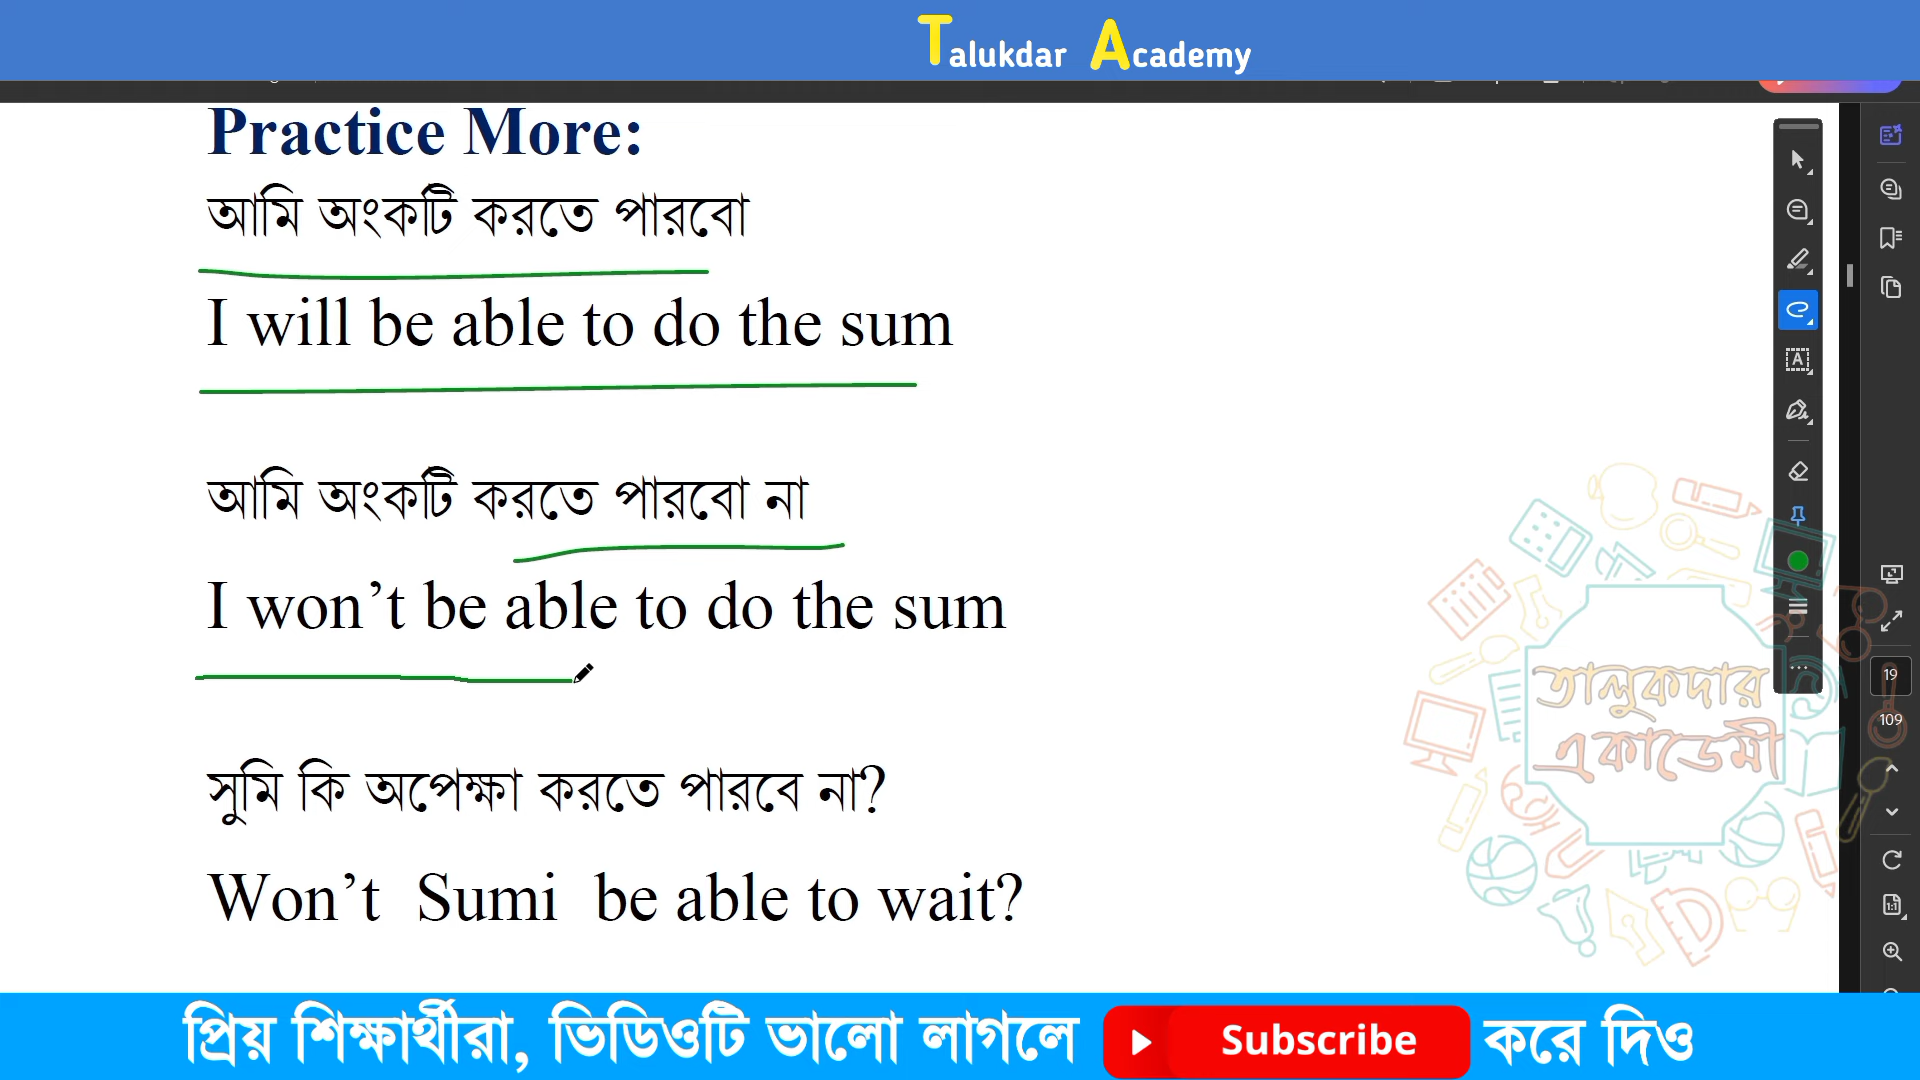 Talukdar Academy
Practice More:
আমি অংকটি করতে পারবো
I will be able to do the sum
আমি অংকটি করতে পারবো না
I won’t be able to do the sum
সুমি কি অপেক্ষা করতে পারবে না?
Won’t Sumi be able to wait?
তালুকদার
একাডেমী
19
109
প্রিয় শিক্ষার্থীরা, ভিডিওটি ভালো লাগলে Subscribe করে দিও